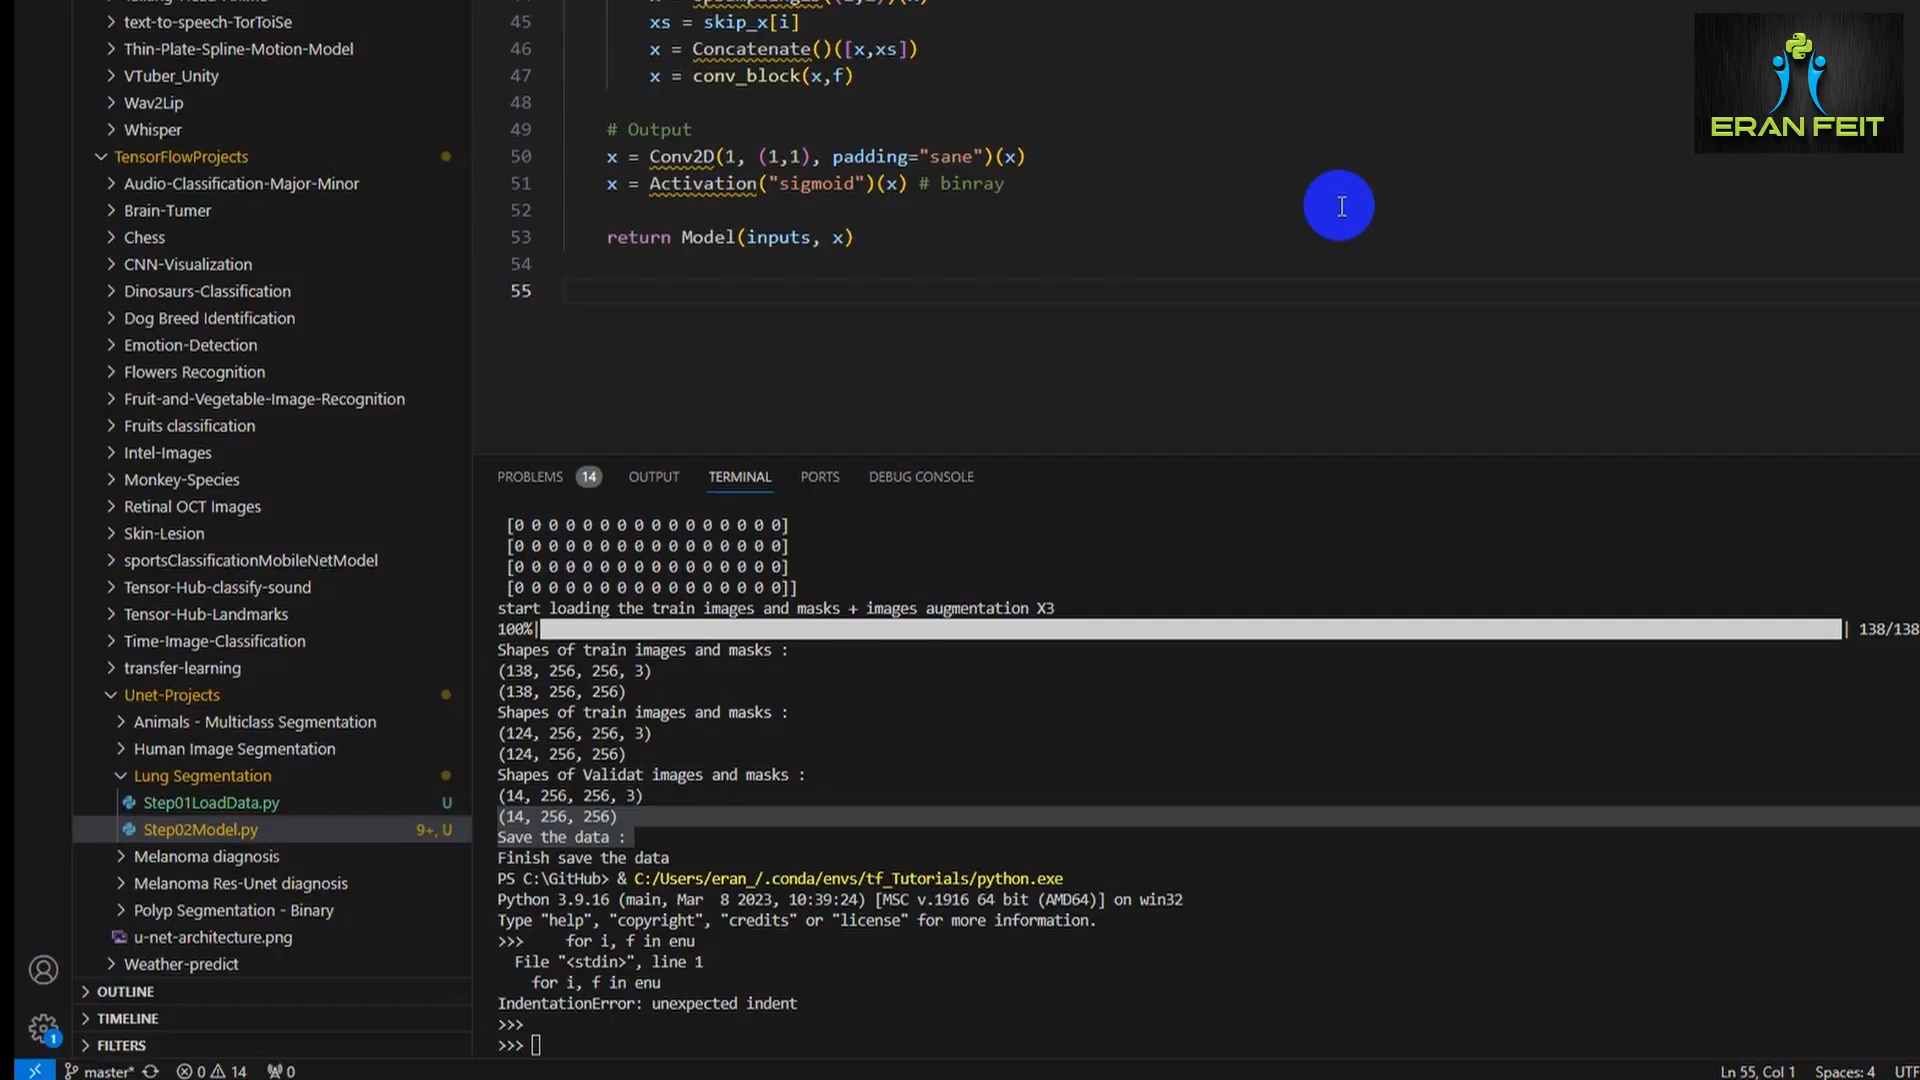 Talking-Head-Anime
text-to-speech-TorToiSe
Thin-Plate-Spline-Motion-Model
VTuber_Unity
Wav2Lip
Whisper
TensorFlowProjects
Audio-Classification-Major-Minor
Brain-Tumer
Chess
CNN-Visualization
Dinosaurs-Classification
Dog Breed Identification
Emotion-Detection
Flowers Recognition
Fruit-and-Vegetable-Image-Recognition
Fruits classification
Intel-Images
Monkey-Species
Retinal OCT Images
Skin-Lesion
sportsClassificationMobileNetModel
Tensor-Hub-classify-sound
Tensor-Hub-Landmarks
Time-Image-Classification
transfer-learning
Unet-Projects
Animals - Multiclass Segmentation
Human Image Segmentation
Lung Segmentation
Step01LoadData.py U
Step02Model.py 9+, U
Melanoma diagnosis
Melanoma Res-Unet diagnosis
Polyp Segmentation - Binary
u-net-architecture.png
Weather-predict
OUTLINE
TIMELINE
FILTERS
1
45 xs = skip_x[i]
46 x = Concatenate()([x,xs])
47 x = conv_block(x,f)
48
49 # Output
50 x = Conv2D(1, (1,1), padding="sane")(x)
51 x = Activation("sigmoid")(x) # binray
52
53 return Model(inputs, x)
54
55
ERAN FEIT
PROBLEMS 14 OUTPUT TERMINAL PORTS DEBUG CONSOLE
[0 0 0 0 0 0 0 0 0 0 0 0 0 0 0 0]
[0 0 0 0 0 0 0 0 0 0 0 0 0 0 0 0]
[0 0 0 0 0 0 0 0 0 0 0 0 0 0 0 0]
[0 0 0 0 0 0 0 0 0 0 0 0 0 0 0 0]]
start loading the train images and masks + images augmentation X3
100%| | 138/138
Shapes of train images and masks :
(138, 256, 256, 3)
(138, 256, 256)
Shapes of train images and masks :
(124, 256, 256, 3)
(124, 256, 256)
Shapes of Validat images and masks :
(14, 256, 256, 3)
(14, 256, 256)
Save the data :
Finish save the data
PS C:\GitHub> & C:/Users/eran_/.conda/envs/tf_Tutorials/python.exe
Python 3.9.16 (main, Mar  8 2023, 10:39:24) [MSC v.1916 64 bit (AMD64)] on win32
Type "help", "copyright", "credits" or "license" for more information.
>>>     for i, f in enu
File "<stdin>", line 1
for i, f in enu
IndentationError: unexpected indent
>>>
>>>
master* 0 14 0 Ln 55, Col 1 Spaces: 4 UTF